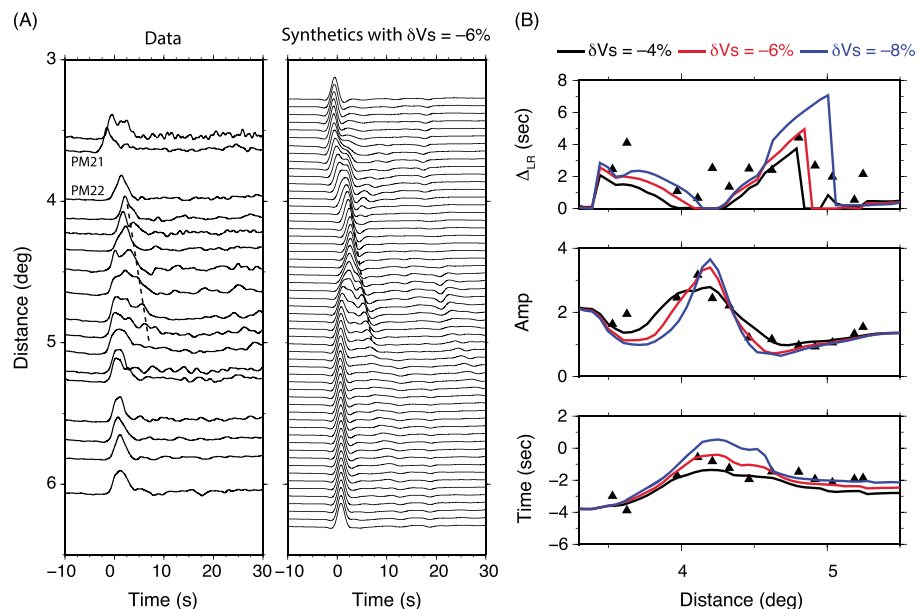 (A)
Data
Synthetics with δVs = −6%
3
4
5
6
Distance (deg)
PM21
PM22
−10 0 10 20 30
−10 0 10 20 30
Time (s)
Time (s)
(B)
δVs = −4% δVs = −6% δVs = −8%
8
6
4
2
0
Δ_LR (sec)
4
2
0
Amp
2
0
−2
−4
−6
Time (sec)
4 5
Distance (deg)